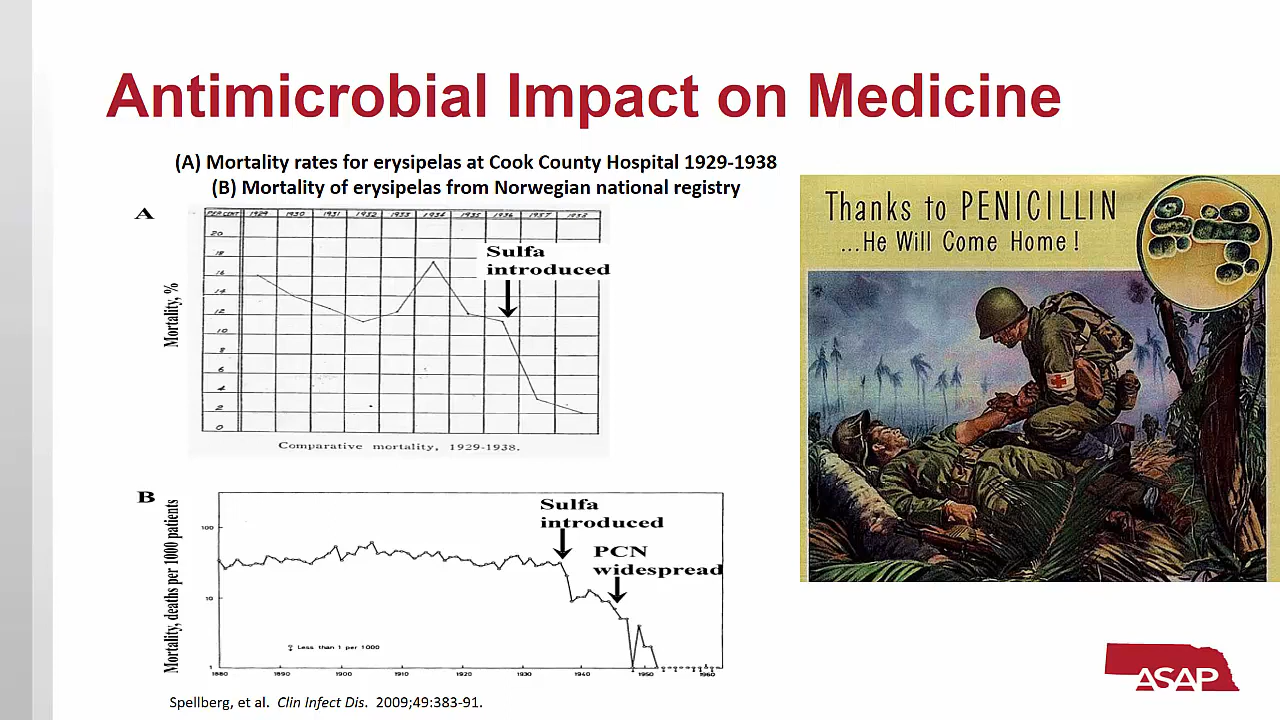 Antimicrobial Impact on Medicine
(A) Mortality rates for erysipelas at Cook County Hospital 1929-1938
(B) Mortality of erysipelas from Norwegian national registry
A
PER CENT 1929 1930 1931 1932 1933 1934 1935 1936 1937 1938
20
18
16
14
12
10
8
6
4
2
0
Mortality, %
Sulfa
introduced
Comparative mortality, 1929-1938.
B
Mortality, deaths per 1000 patients
100
10
1
Sulfa
introduced
PCN
widespread
Less than 1 per 1000
1880 1890 1900 1910 1920 1930 1940 1950 1960
Spellberg, et al. Clin Infect Dis. 2009;49:383-91.
Thanks to PENICILLIN
...He Will Come Home!
ASAP